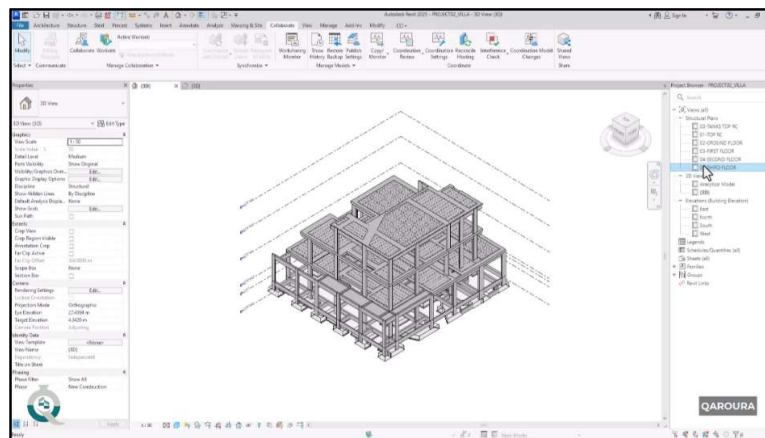 Autodesk Revit 2025 - PROJECT02_VILLA - 3D View: {3D}
Sign In
File Architecture Structure Steel Precast Systems Insert Annotate Analyze Massing & Site Collaborate View Manage Add-Ins Modify
Active Workset:
Modify
Collaborate Worksets
Worksharing Monitor
Show History
Restore Backup
Publish Settings
Copy/ Monitor
Coordination Review
Coordination Settings
Reconcile Hosting
Interference Check
Coordination Model Changes
Shared Views
Select Communicate Manage Collaboration Synchronize Manage Models Coordinate Share
Properties
{3D}
{3D}
Project Browser - PROJECT02_VILLA
3D View
Search
3D View: {3D}
Edit Type
Graphics
View Scale
Scale Value 1:
Detail Level Medium
Parts Visibility Show Original
Visibility/Graphics Over... Edit...
Graphic Display Options Edit...
Discipline Structural
Show Hidden Lines By Discipline
Default Analysis Displa... None
Show Grids Edit...
Sun Path
Extents
Crop View
Crop Region Visible
Annotation Crop
Far Clip Active
Far Clip Offset
Scope Box None
Section Box
Camera
Rendering Settings Edit...
Locked Orientation
Projection Mode Orthographic
Eye Elevation
Target Elevation
Camera Position Adjusting
Identity Data
View Template <None>
View Name {3D}
Dependency Independent
Title on Sheet
Phasing
Phase Filter Show All
Phase New Construction
Apply
Ready
Views (all)
Structural Plans
00-TANKS TOP RC
01-TOP RC
02-GROUND FLOOR
03-FIRST FLOOR
04-SECOND FLOOR
3D Views
Analytical Model
{3D}
Elevations (Building Elevation)
East
North
South
West
Legends
Schedules/Quantities (all)
Sheets (all)
Families
Groups
Revit Links
Main Model
QAROURA